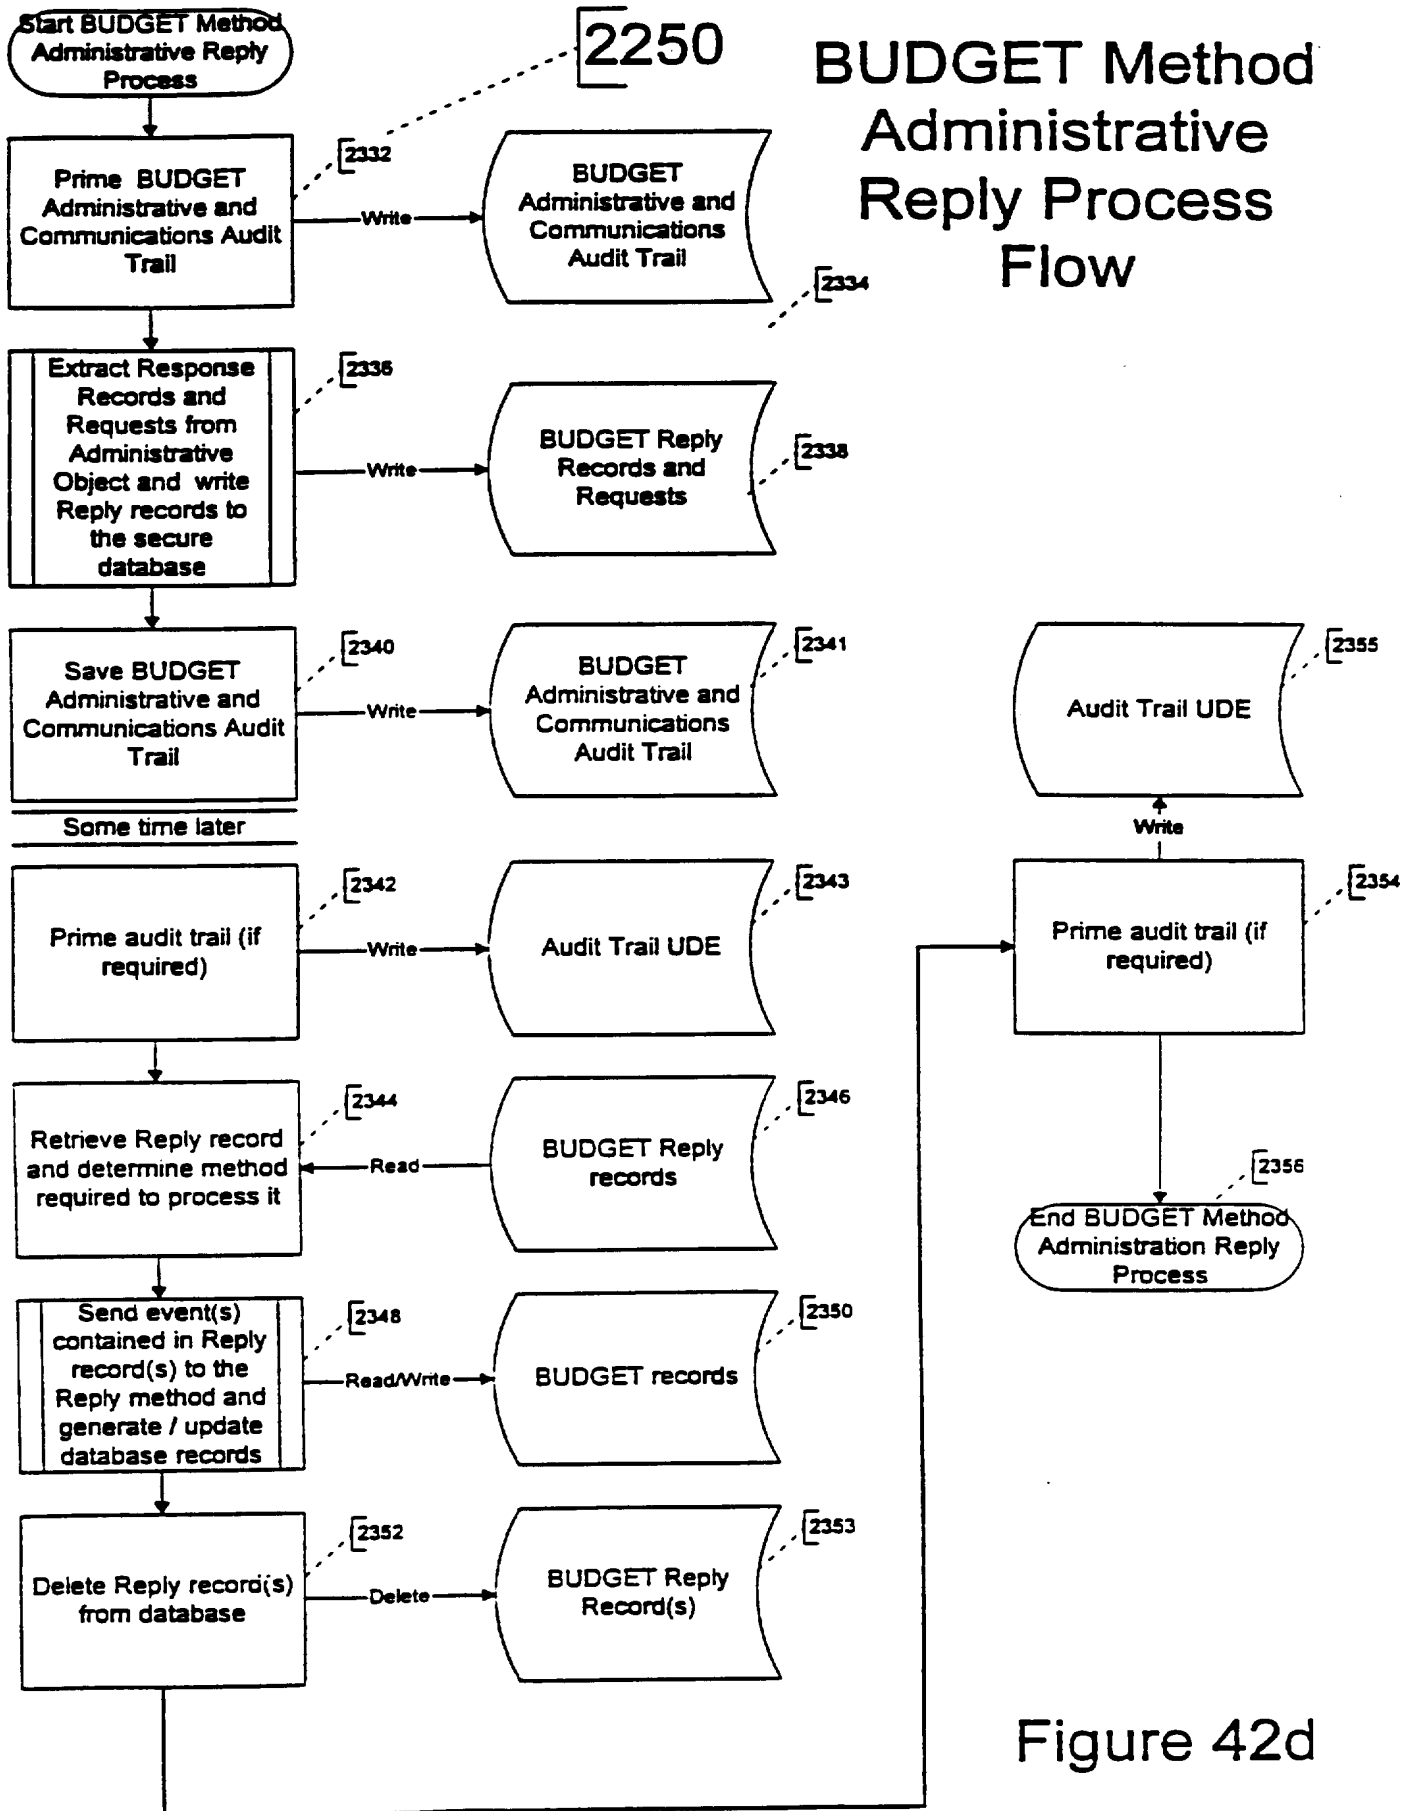 Start BUDGET Method
Administrative Reply
Process
2250
BUDGET Method
Administrative
Reply Process
Flow
2332
Prime BUDGET
Administrative and
Communications Audit
Trail
Write
BUDGET
Administrative and
Communications
Audit Trail
2334
Extract Response
Records and
Requests from
Administrative
Object and write
Reply records to
the secure
database
2336
Write
BUDGET Reply
Records and
Requests
2338
Save BUDGET
Administrative and
Communications Audit
Trail
2340
Write
BUDGET
Administrative and
Communications
Audit Trail
2341
Some time later
Prime audit trail (if
required)
2342
Write
Audit Trail UDE
2343
Retrieve Reply record
and determine method
required to process it
2344
Read
BUDGET Reply
records
2346
Send event(s)
contained in Reply
record(s) to the
Reply method and
generate / update
database records
2348
Read/Write
BUDGET records
2350
Delete Reply record(s)
from database
2352
Delete
BUDGET Reply
Record(s)
2353
Audit Trail UDE
2355
Write
Prime audit trail (if
required)
2354
2356
End BUDGET Method
Administration Reply
Process
Figure 42d